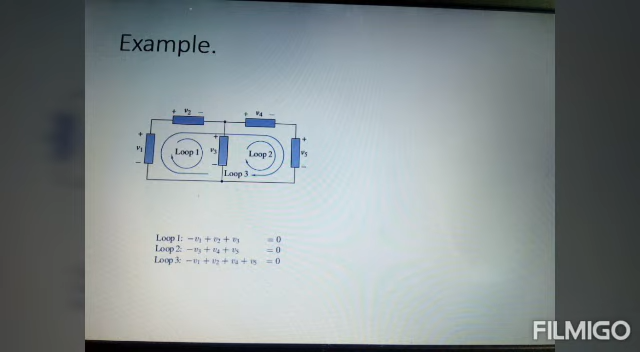 Example.
+ v₂ −
+ v₄ −
+ + +
v₁ Loop 1 v₃ Loop 2 v₅
− − −
Loop 3
Loop 1: −v₁ + v₂ + v₃ = 0
Loop 2: −v₃ + v₄ + v₅ = 0
Loop 3: −v₁ + v₂ + v₄ + v₅ = 0
FILMIGO